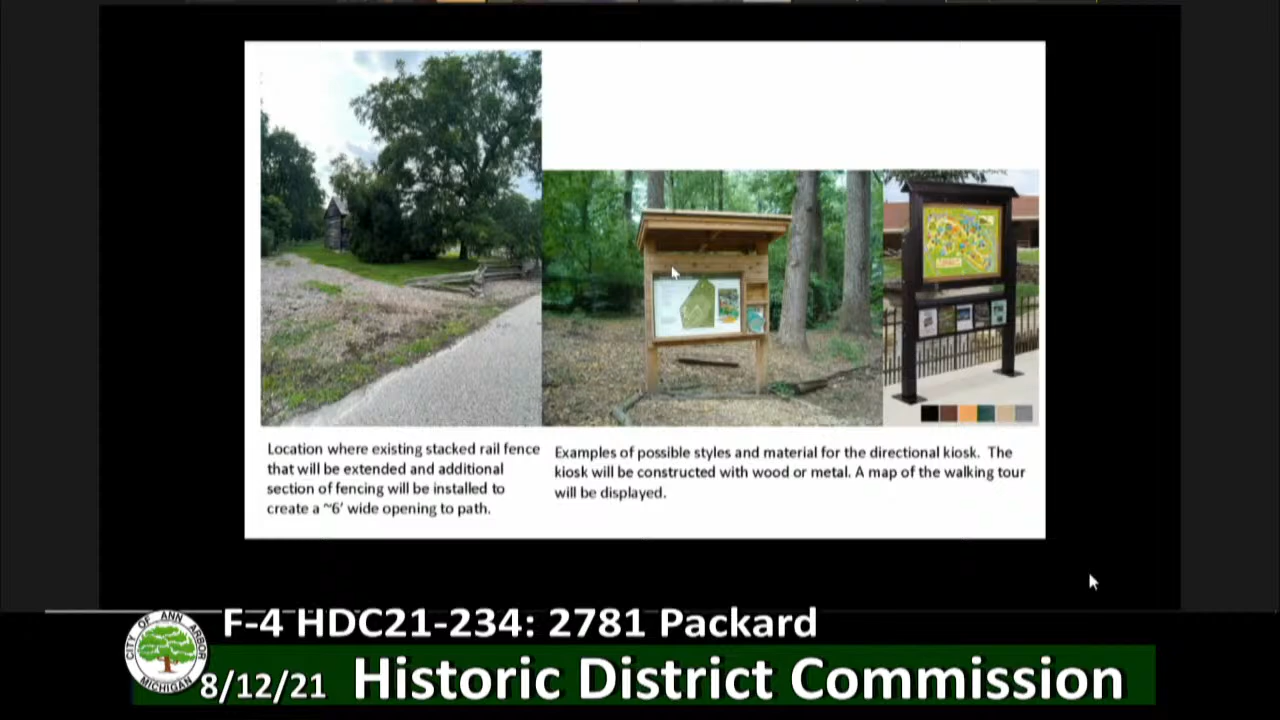 Location where existing stacked rail fence
that will be extended and additional
section of fencing will be installed to
create a ~6' wide opening to path.
Examples of possible styles and material for the directional kiosk. The
kiosk will be constructed with wood or metal. A map of the walking tour
will be displayed.
F-4 HDC21-234: 2781 Packard
CITY OF ANN ARBOR
MICHIGAN
8/12/21 Historic District Commission